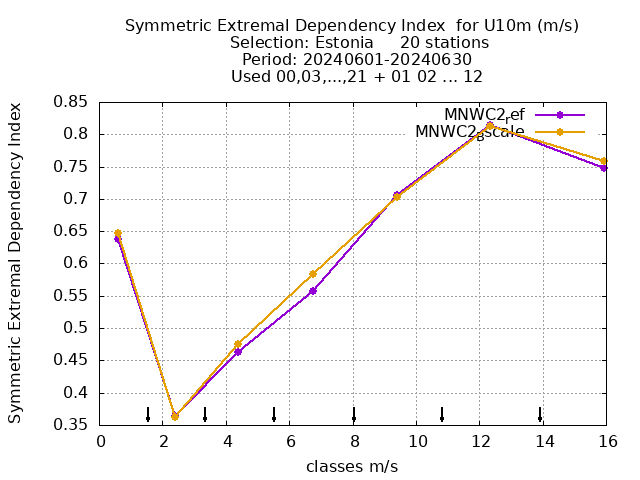 Symmetric Extremal Dependency Index  for U10m (m/s)
Selection: Estonia     20 stations
Period: 20240601-20240630
Used 00,03,...,21 + 01 02 ... 12
Symmetric Extremal Dependency Index
0.85
0.8
0.75
0.7
0.65
0.6
0.55
0.5
0.45
0.4
0.35
MNWC2ref
MNWC2gscale
0 2 4 6 8 10 12 14 16
classes m/s